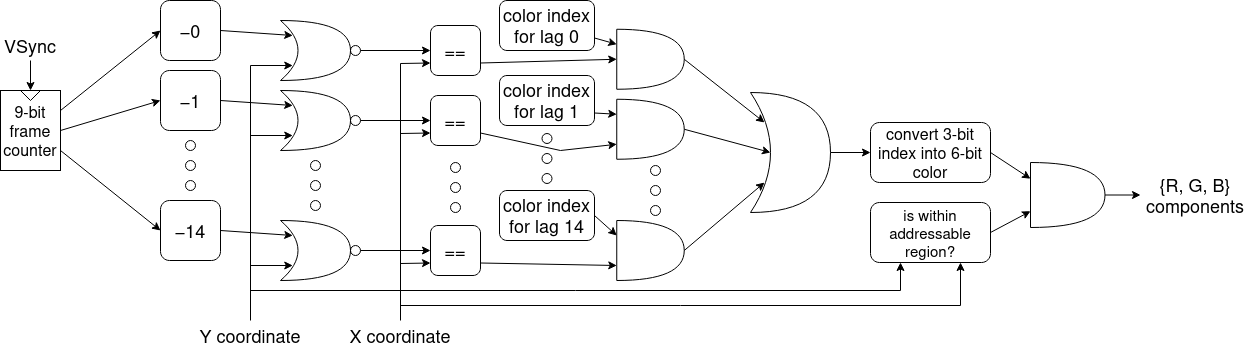 VSync
9-bit
frame
counter
−0
−1
−14
==
==
==
color index
for lag 0
color index
for lag 1
color index
for lag 14
convert 3-bit
index into 6-bit
color
is within
addressable
region?
{R, G, B}
components
Y coordinate
X coordinate